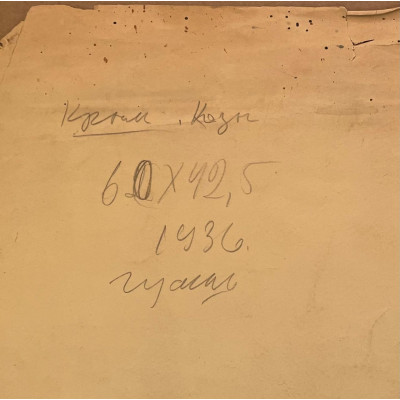 Крым. Козы
60х42,5
1936.
гуашь